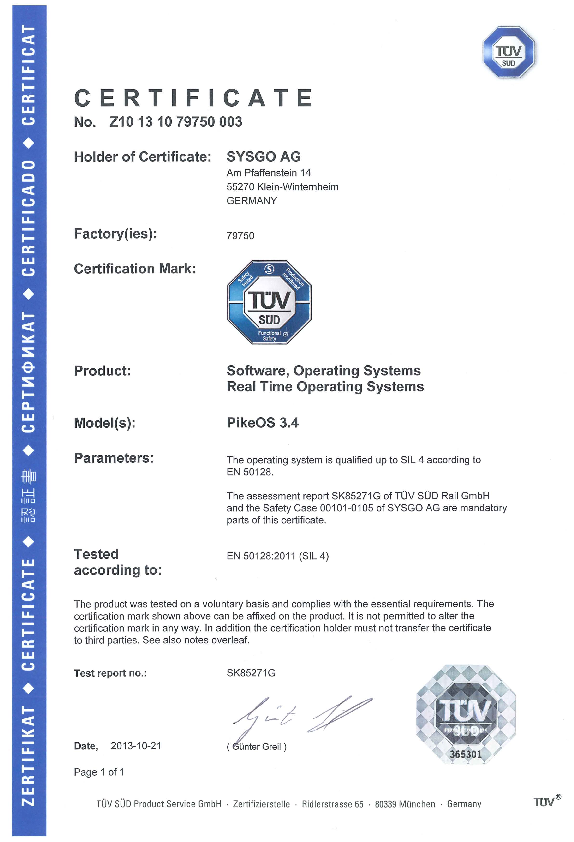 ZERTIFIKAT ◆ CERTIFICATE ◆ 認証書 ◆ СЕРТИФИКАТ ◆ CERTIFICADO ◆ CERTIFICAT
TÜV
SÜD
CERTIFICATE
No. Z10 13 10 79750 003
Holder of Certificate: SYSGO AG
Am Pfaffenstein 14
55270 Klein-Winternheim
GERMANY
Factory(ies): 79750
Certification Mark:
Safety tested
Production monitored
TÜV
SÜD
Functional
Safety
Product: Software, Operating Systems
Real Time Operating Systems
Model(s): PikeOS 3.4
Parameters: The operating system is qualified up to SIL 4 according to
EN 50128.
The assessment report SK85271G of TÜV SÜD Rail GmbH
and the Safety Case 00101-0105 of SYSGO AG are mandatory
parts of this certificate.
Tested
according to: EN 50128:2011 (SIL 4)
The product was tested on a voluntary basis and complies with the essential requirements. The
certification mark shown above can be affixed on the product. It is not permitted to alter the
certification mark in any way. In addition the certification holder must not transfer the certificate
to third parties. See also notes overleaf.
Test report no.: SK85271G
Date, 2013-10-21
( Günter Greil )
TÜV
SÜD
365301
Page 1 of 1
TÜV SÜD Product Service GmbH · Zertifizierstelle · Ridlerstrasse 65 · 80339 München · Germany
TÜV®